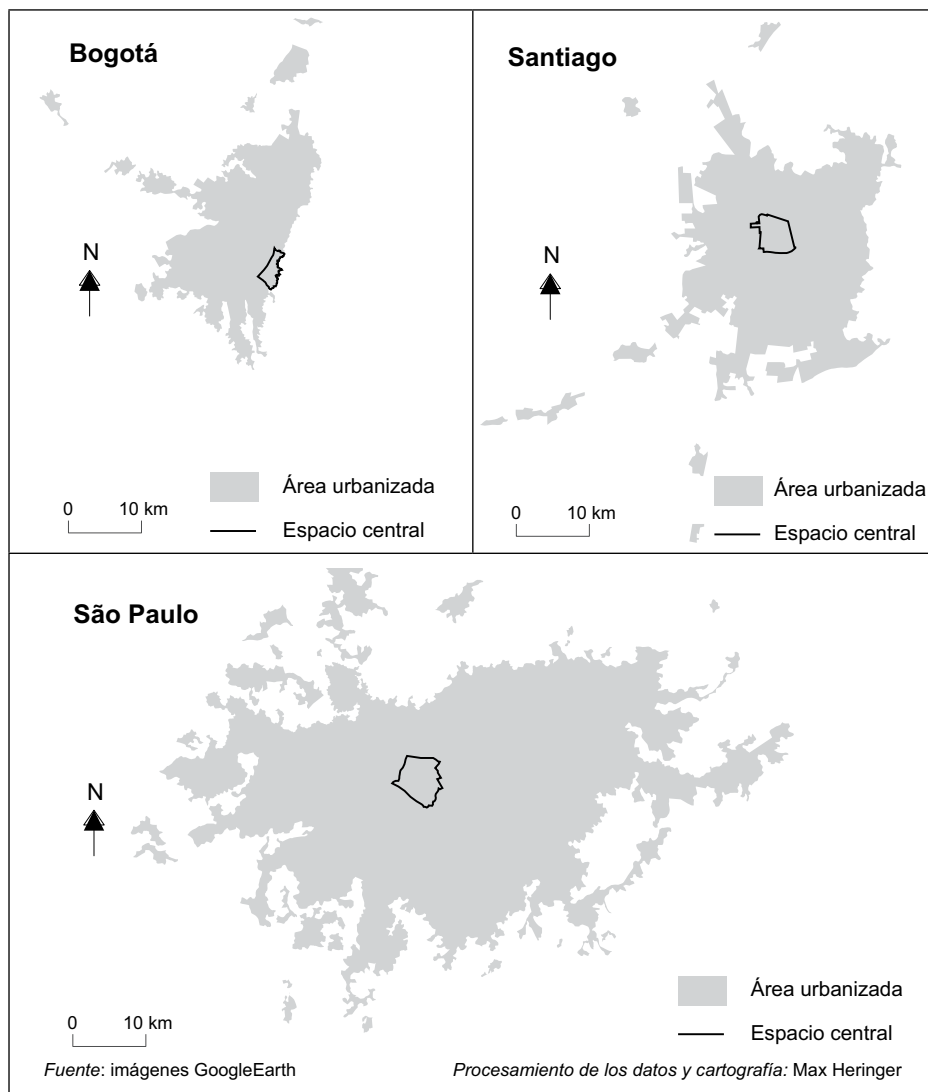 Bogotá
N
0 10 km
Área urbanizada
Espacio central
Santiago
N
0 10 km
Área urbanizada
Espacio central
São Paulo
N
0 10 km
Área urbanizada
Espacio central
Fuente: imágenes GoogleEarth
Procesamiento de los datos y cartografía: Max Heringer